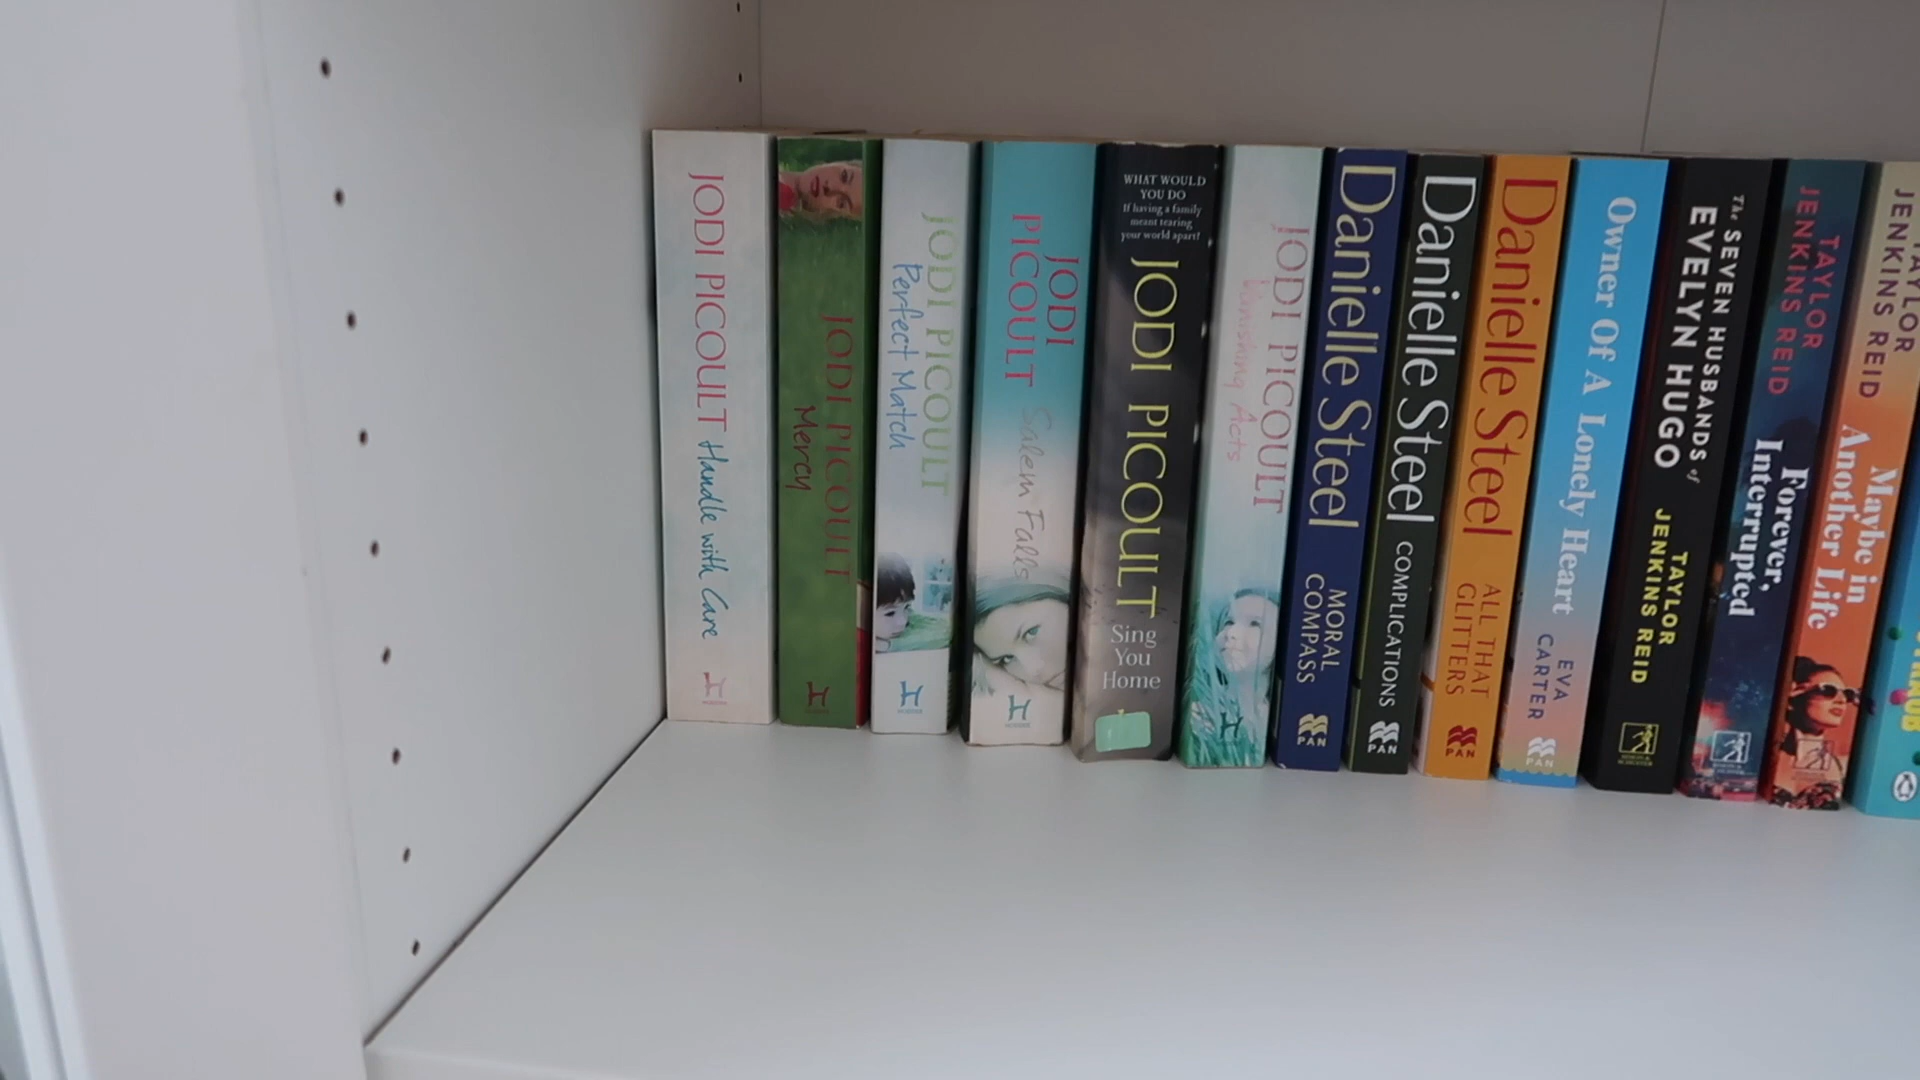 JODI PICOULT Handle with Care
JODI PICOULT
Mercy
JODI PICOULT
Perfect Match
JODI
PICOULT
Salem Falls
WHAT WOULD
YOU DO
If having a family
meant tearing
your world apart?
JODI PICOULT
Sing
You
Home
JODI PICOULT
Vanishing Acts
Danielle Steel
MORAL
COMPASS
PAN
Danielle Steel
COMPLICATIONS
PAN
Danielle Steel
ALL THAT
GLITTERS
PAN
Owner Of A Lonely Heart
EVA
CARTER
PAN
The SEVEN HUSBANDS of
EVELYN HUGO
TAYLOR
JENKINS REID
TAYLOR
JENKINS REID
Forever,
Interrupted
TAYLOR
JENKINS REID
Maybe in
Another Life